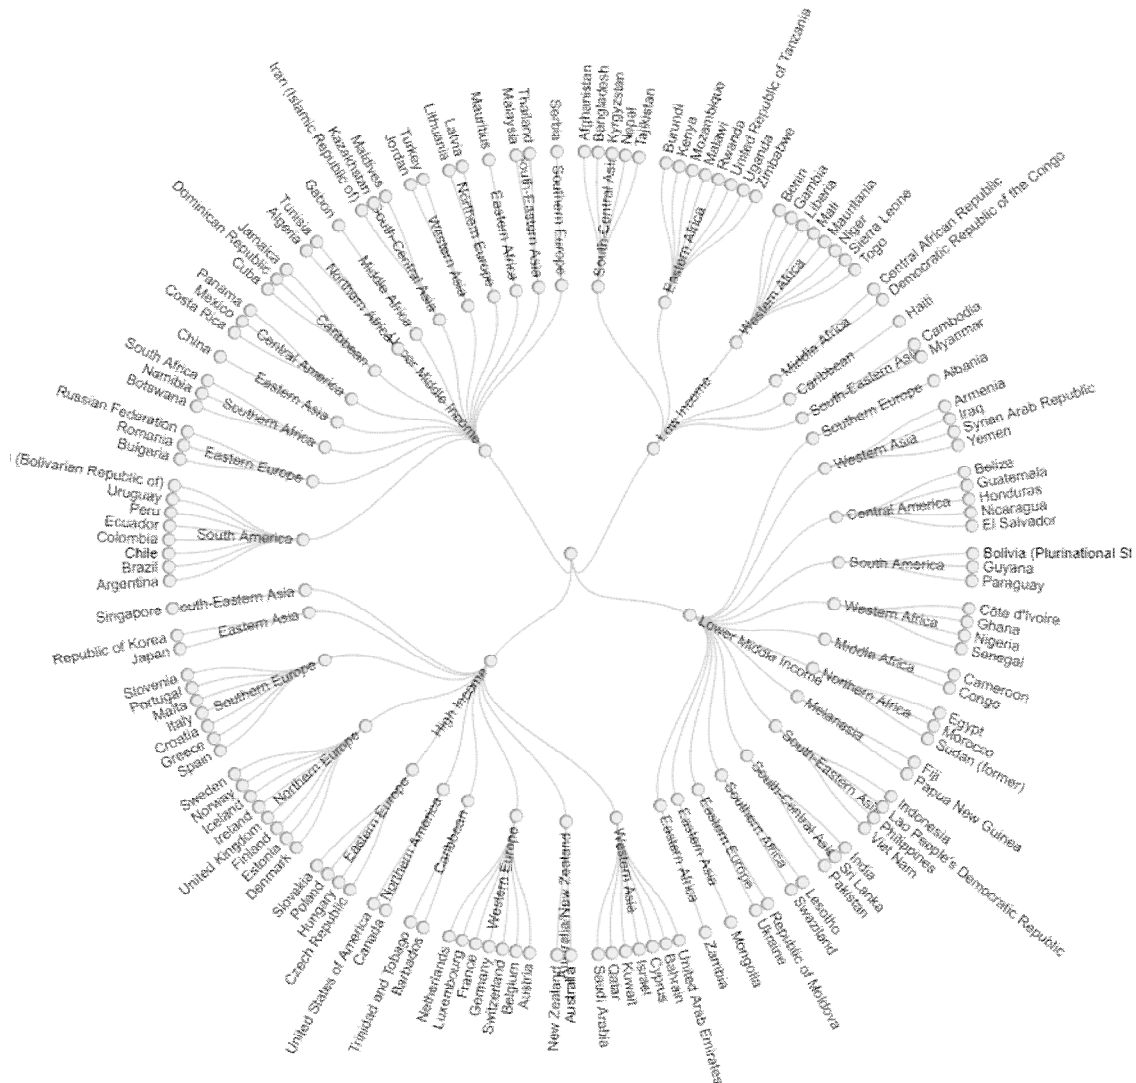 Low Income
South-Central Asia
Afghanistan
Bangladesh
Kyrgyzstan
Nepal
Tajikistan
Eastern Africa
Burundi
Kenya
Mozambique
Malawi
Rwanda
United Republic of Tanzania
Uganda
Zimbabwe
Western Africa
Benin
Gambia
Liberia
Mali
Mauritania
Niger
Sierra Leone
Togo
Middle Africa
Central African Republic
Democratic Republic of the Congo
Caribbean
Haiti
South-Eastern Asia
Cambodia
Myanmar
Lower Middle Income
Southern Europe
Albania
Western Asia
Armenia
Iraq
Syrian Arab Republic
Yemen
Central America
Belize
Guatemala
Honduras
Nicaragua
El Salvador
South America
Bolivia (Plurinational St
Guyana
Paraguay
Western Africa
Côte d'Ivoire
Ghana
Nigeria
Senegal
Middle Africa
Cameroon
Congo
Northern Africa
Egypt
Morocco
Sudan (former)
Melanesia
Fiji
Papua New Guinea
South-Eastern Asia
Indonesia
Lao People's Democratic Republic
Philippines
Viet Nam
South-Central Asia
India
Sri Lanka
Pakistan
Southern Africa
Lesotho
Swaziland
Eastern Europe
Republic of Moldova
Ukraine
Eastern Asia
Mongolia
Eastern Africa
Zambia
High Income
Western Asia
United Arab Emirates
Bahrain
Cyprus
Israel
Kuwait
Qatar
Saudi Arabia
Australia/New Zealand
Australia
New Zealand
Western Europe
Austria
Belgium
Switzerland
Germany
France
Luxembourg
Netherlands
Caribbean
Barbados
Trinidad and Tobago
Northern America
Canada
United States of America
Eastern Europe
Czech Republic
Hungary
Poland
Slovakia
Northern Europe
Denmark
Estonia
Finland
United Kingdom
Ireland
Iceland
Norway
Sweden
Southern Europe
Spain
Greece
Croatia
Italy
Malta
Portugal
Slovenia
Eastern Asia
Japan
Republic of Korea
outh-Eastern Asia
Singapore
Upper Middle Income
South America
Argentina
Brazil
Chile
Colombia
Ecuador
Peru
Uruguay
(Bolivarian Republic of)
Eastern Europe
Bulgaria
Romania
Russian Federation
Southern Africa
Botswana
Namibia
South Africa
Eastern Asia
China
Central America
Costa Rica
Mexico
Panama
Caribbean
Cuba
Dominican Republic
Jamaica
Northern Africa
Algeria
Tunisia
Middle Africa
Gabon
South-Central Asia
Iran (Islamic Republic of)
Kazakhstan
Maldives
Western Asia
Jordan
Turkey
Northern Europe
Lithuania
Latvia
Eastern Africa
Mauritius
South-Eastern Asia
Malaysia
Thailand
Southern Europe
Serbia